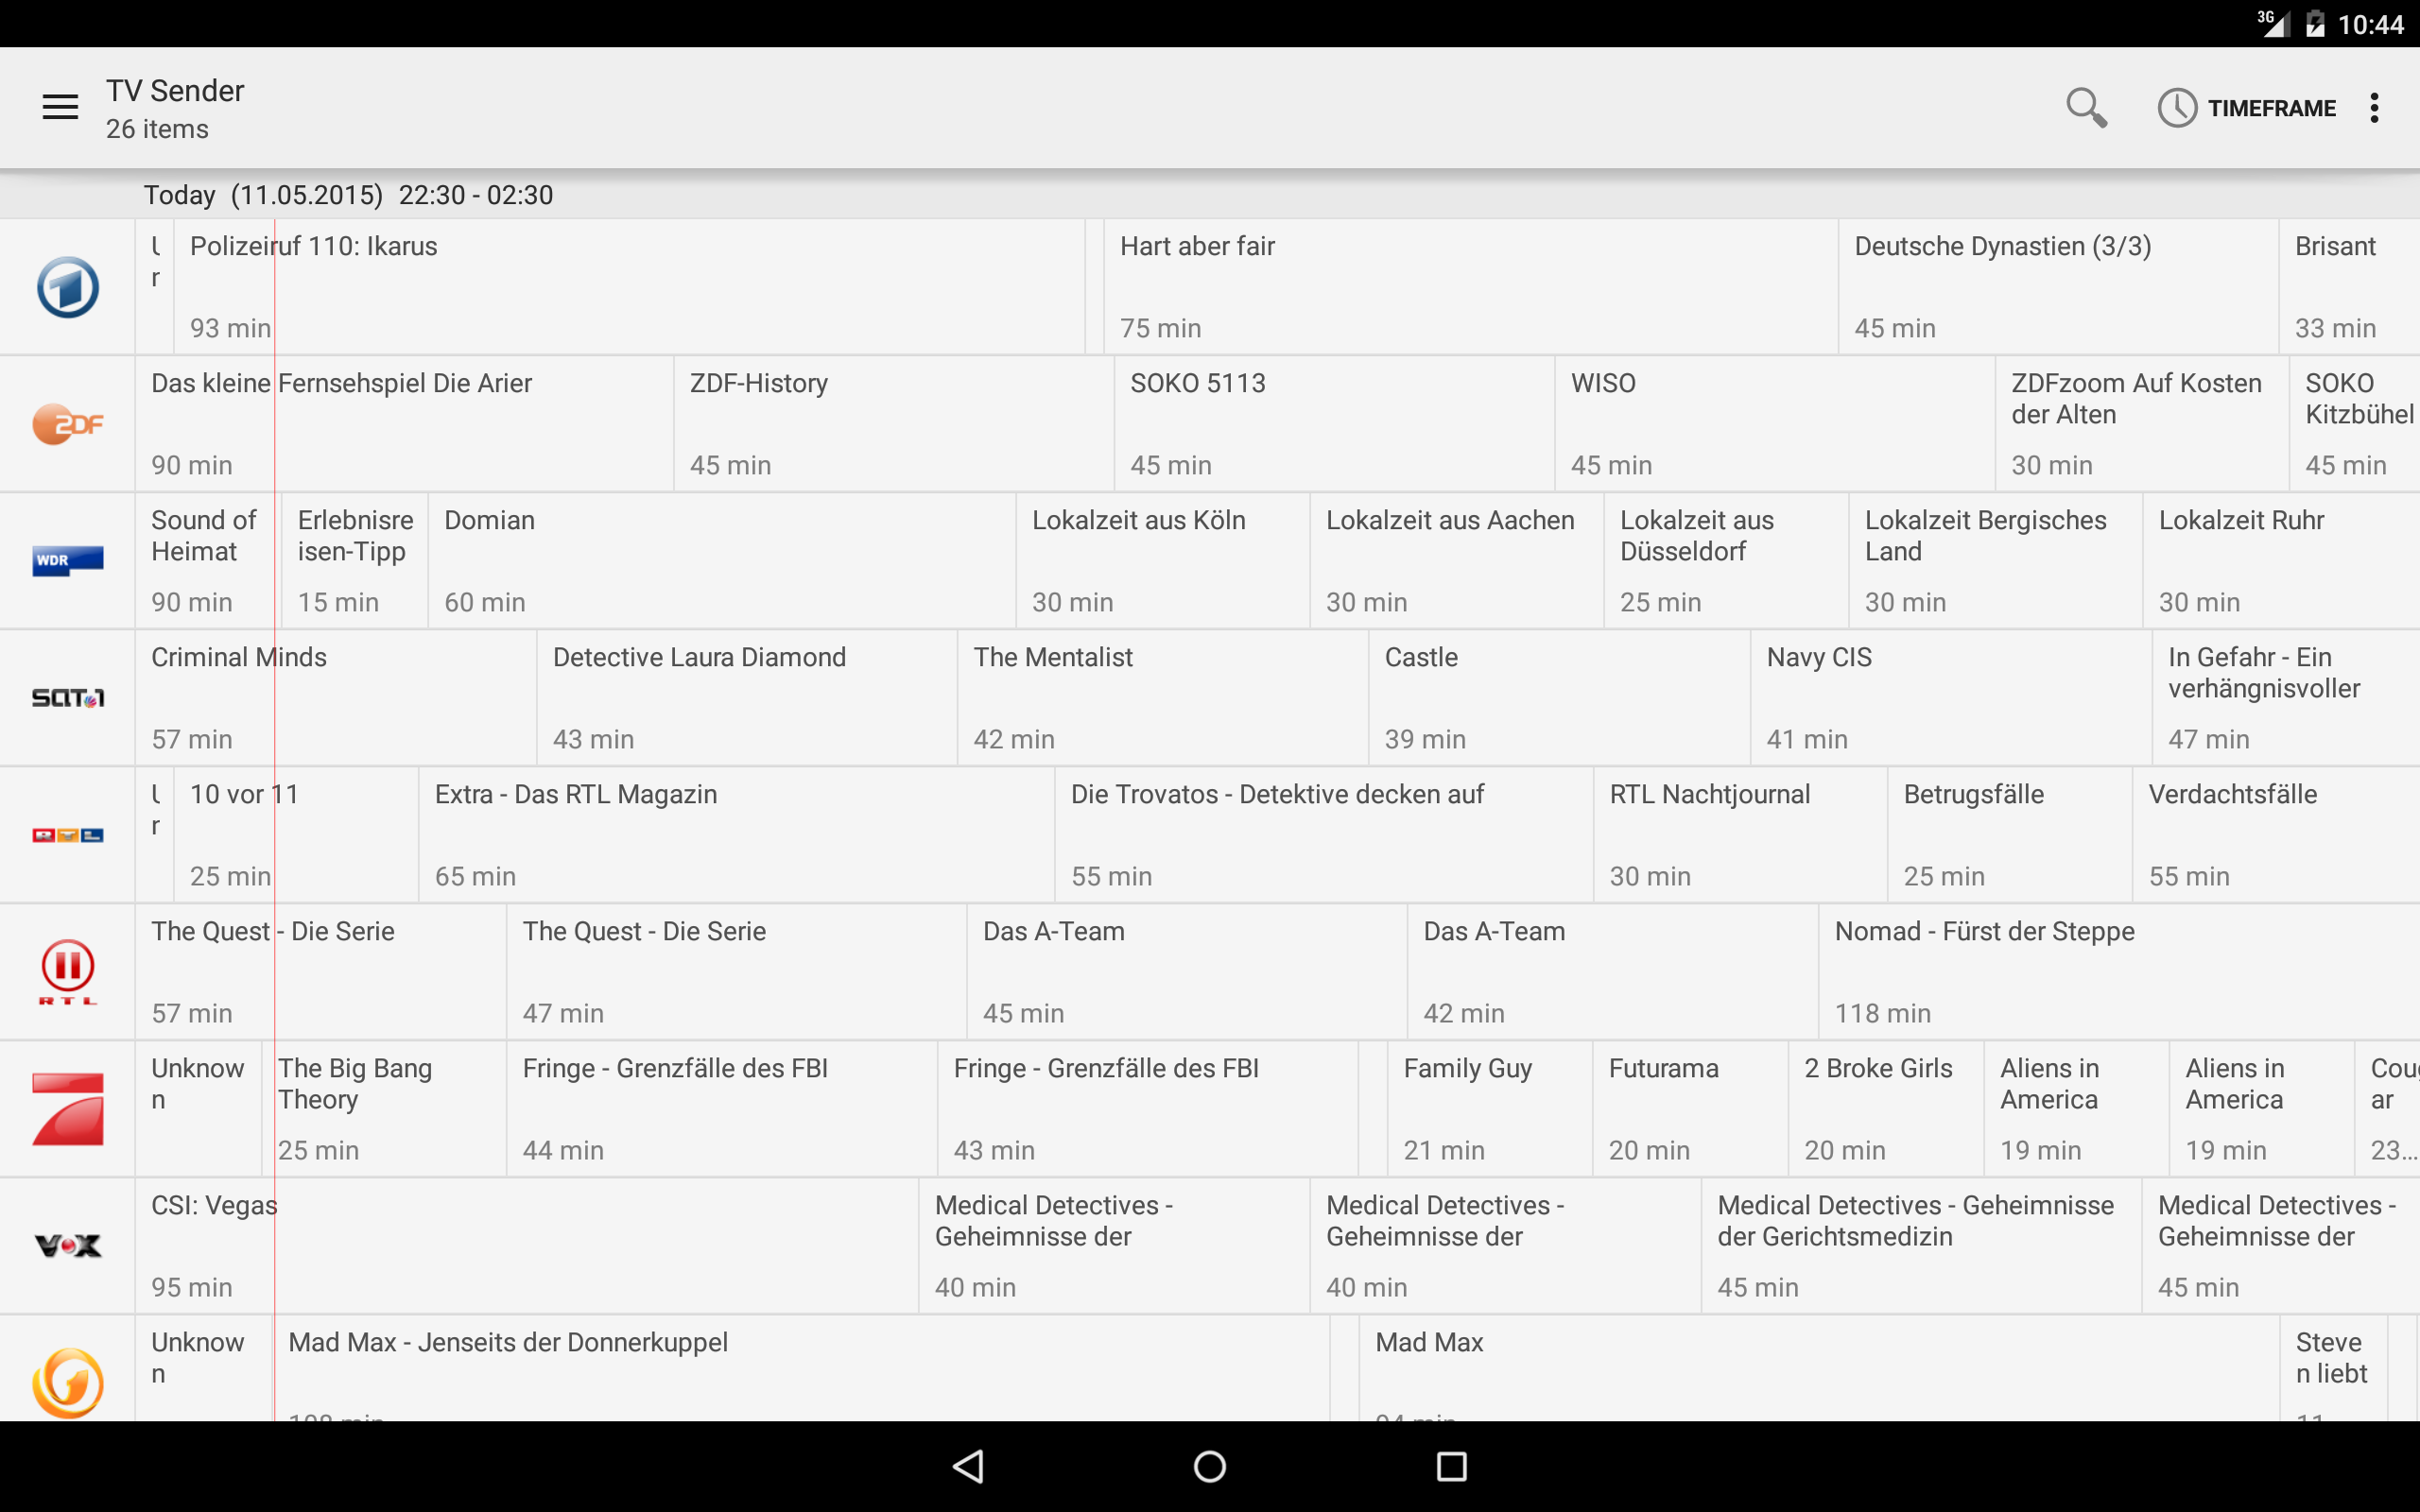 3G 10:44
TV Sender
26 items
TIMEFRAME
Today (11.05.2015) 22:30 - 02:30
Polizeiruf 110: Ikarus
93 min
Hart aber fair
75 min
Deutsche Dynastien (3/3)
45 min
Brisant
33 min
ZDF
Das kleine Fernsehspiel Die Arier
90 min
ZDF-History
45 min
SOKO 5113
45 min
WISO
45 min
ZDFzoom Auf Kosten
der Alten
30 min
SOKO
Kitzbühel
45 min
WDR
Sound of
Heimat
90 min
Erlebnisre
isen-Tipp
15 min
Domian
60 min
Lokalzeit aus Köln
30 min
Lokalzeit aus Aachen
30 min
Lokalzeit aus
Düsseldorf
25 min
Lokalzeit Bergisches
Land
30 min
Lokalzeit Ruhr
30 min
SAT.1
Criminal Minds
57 min
Detective Laura Diamond
43 min
The Mentalist
42 min
Castle
39 min
Navy CIS
41 min
In Gefahr - Ein
verhängnisvoller
47 min
RTL
10 vor 11
25 min
Extra - Das RTL Magazin
65 min
Die Trovatos - Detektive decken auf
55 min
RTL Nachtjournal
30 min
Betrugsfälle
25 min
Verdachtsfälle
55 min
RTL
The Quest - Die Serie
57 min
The Quest - Die Serie
47 min
Das A-Team
45 min
Das A-Team
42 min
Nomad - Fürst der Steppe
118 min
Unknow
n
The Big Bang
Theory
25 min
Fringe - Grenzfälle des FBI
44 min
Fringe - Grenzfälle des FBI
43 min
Family Guy
21 min
Futurama
20 min
2 Broke Girls
20 min
Aliens in
America
19 min
Aliens in
America
19 min
Coug
ar
23...
VOX
CSI: Vegas
95 min
Medical Detectives -
Geheimnisse der
40 min
Medical Detectives -
Geheimnisse der
40 min
Medical Detectives - Geheimnisse
der Gerichtsmedizin
45 min
Medical Detectives -
Geheimnisse der
45 min
Unknow
n
Mad Max - Jenseits der Donnerkuppel
Mad Max
Steve
n liebt